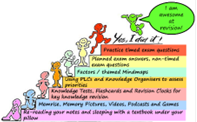 I am
awesome
at
revision!
Yes, I did it!
Practice timed exam questions
Planned exam answers, non-timed
exam questions
Factors / themed Mindmaps
Using PLCs and Knowledge Organisers to assess
priorities
Knowledge Tests, Flashcards and Revision Clocks for
key knowledge revision
Memrise, Memory Pictures, Videos, Podcasts and Games
Re-reading your notes and sleeping with a textbook under your
pillow